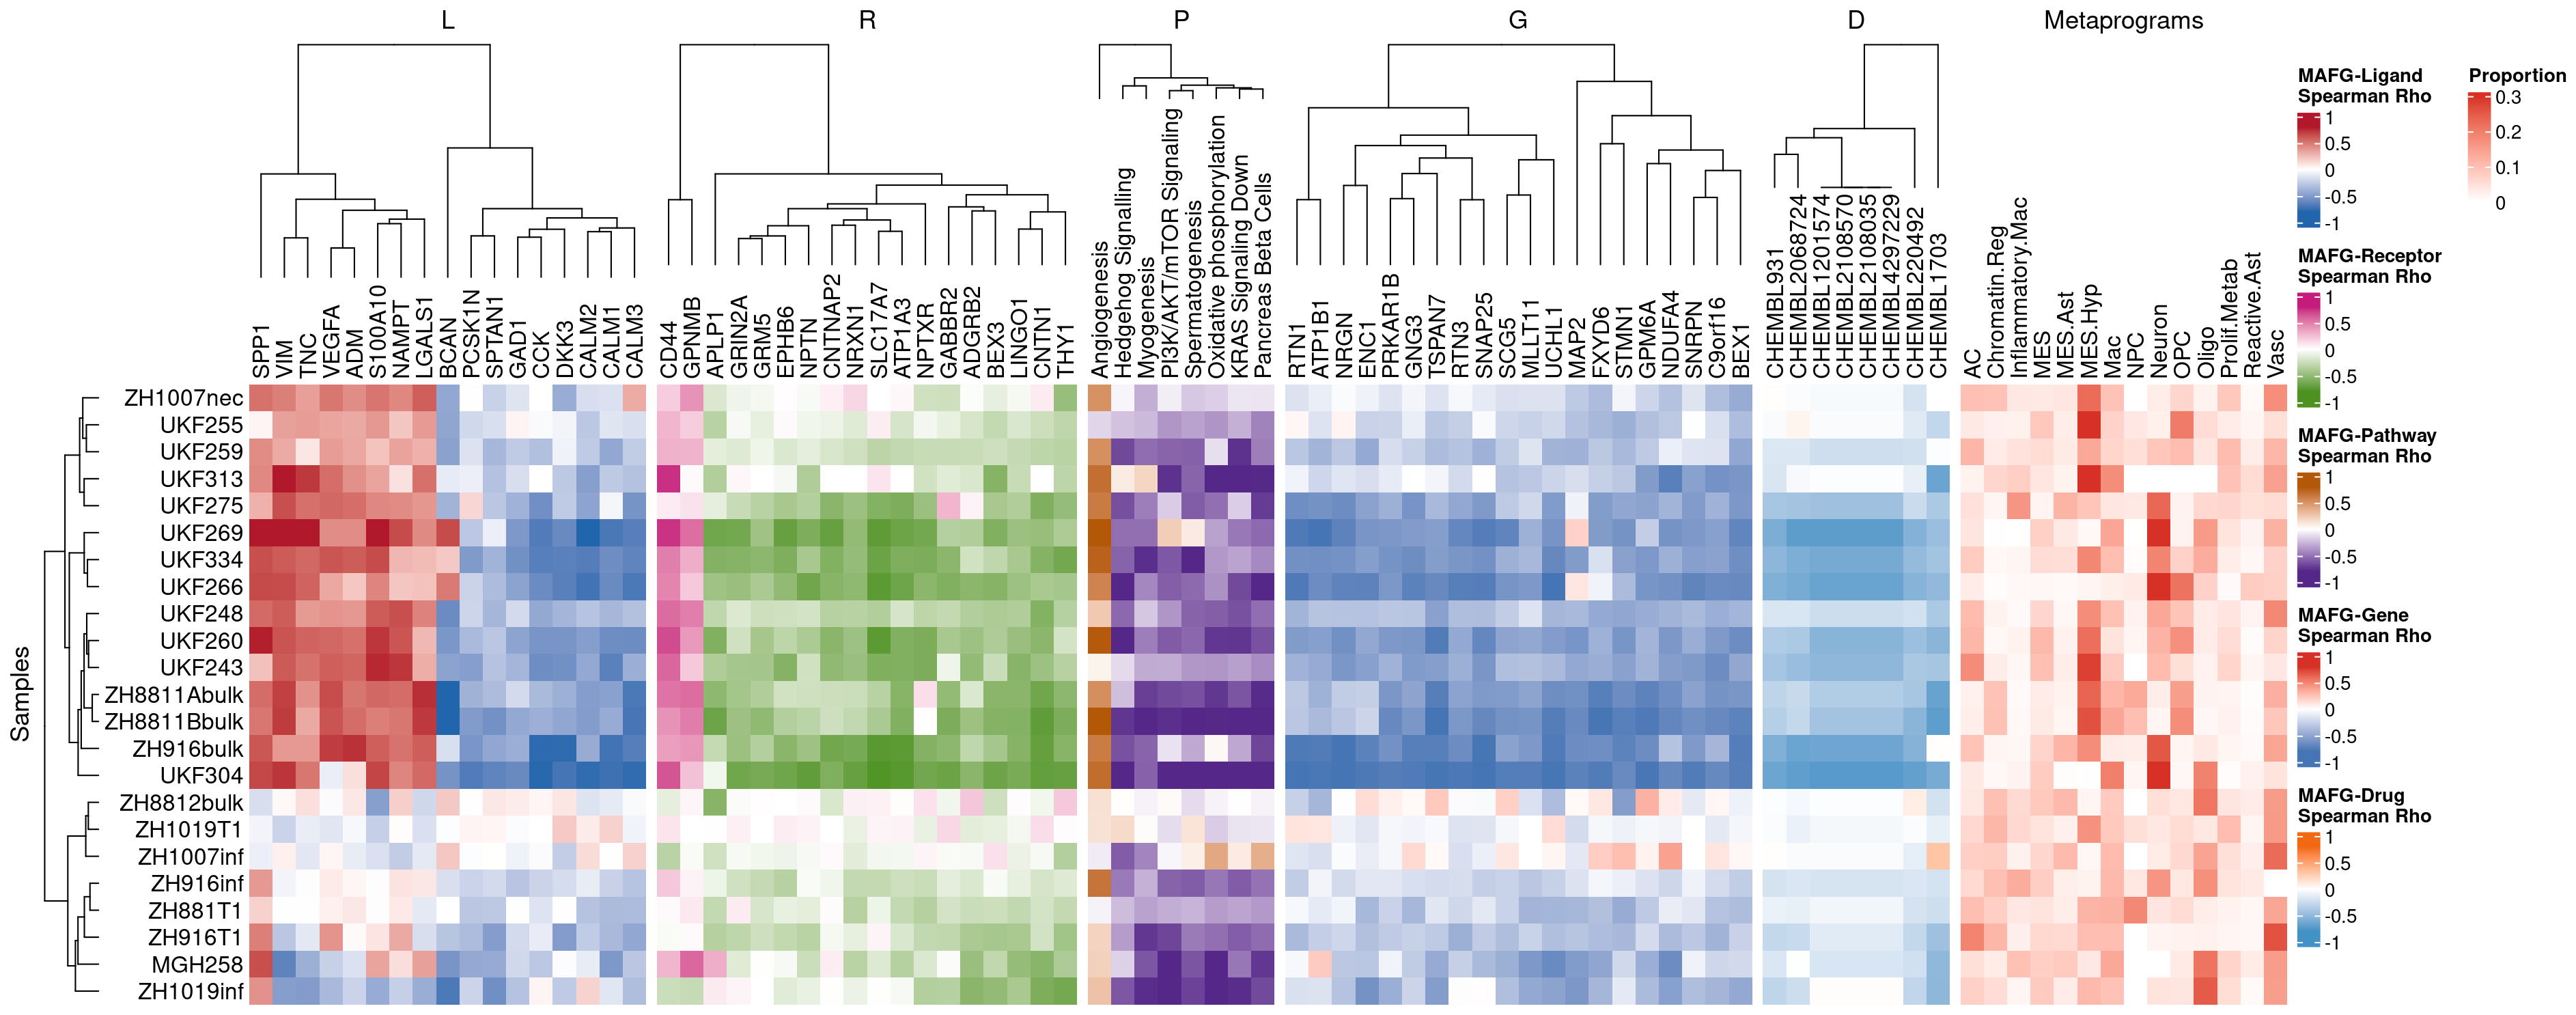 L
R
P
G
D
Metaprograms
SPP1
VIM
TNC
VEGFA
ADM
S100A10
NAMPT
LGALS1
BCAN
PCSK1N
SPTAN1
GAD1
CCK
DKK3
CALM2
CALM1
CALM3
CD44
GPNMB
APLP1
GRIN2A
GRM5
EPHB6
NPTN
CNTNAP2
NRXN1
SLC17A7
ATP1A3
NPTXR
GABBR2
ADGRB2
BEX3
LINGO1
CNTN1
THY1
Angiogenesis
Hedgehog Signalling
Myogenesis
PI3K/AKT/mTOR Signaling
Spermatogenesis
Oxidative phosphorylation
KRAS Signaling Down
Pancreas Beta Cells
RTN1
ATP1B1
NRGN
ENC1
PRKAR1B
GNG3
TSPAN7
RTN3
SNAP25
SCG5
MLLT11
UCHL1
MAP2
FXYD6
STMN1
GPM6A
NDUFA4
SNRPN
C9orf16
BEX1
CHEMBL931
CHEMBL2068724
CHEMBL1201574
CHEMBL2108570
CHEMBL2108035
CHEMBL4297229
CHEMBL220492
CHEMBL1703
AC
Chromatin.Reg
Inflammatory.Mac
MES
MES.Ast
MES.Hyp
Mac
NPC
Neuron
OPC
Oligo
Prolif.Metab
Reactive.Ast
Vasc
Samples
ZH1007nec
UKF255
UKF259
UKF313
UKF275
UKF269
UKF334
UKF266
UKF248
UKF260
UKF243
ZH8811Abulk
ZH8811Bbulk
ZH916bulk
UKF304
ZH8812bulk
ZH1019T1
ZH1007inf
ZH916inf
ZH881T1
ZH916T1
MGH258
ZH1019inf
MAFG-Ligand
Spearman Rho
1
0.5
0
-0.5
-1
MAFG-Receptor
Spearman Rho
1
0.5
0
-0.5
-1
MAFG-Pathway
Spearman Rho
1
0.5
0
-0.5
-1
MAFG-Gene
Spearman Rho
1
0.5
0
-0.5
-1
MAFG-Drug
Spearman Rho
1
0.5
0
-0.5
-1
Proportion
0.3
0.2
0.1
0